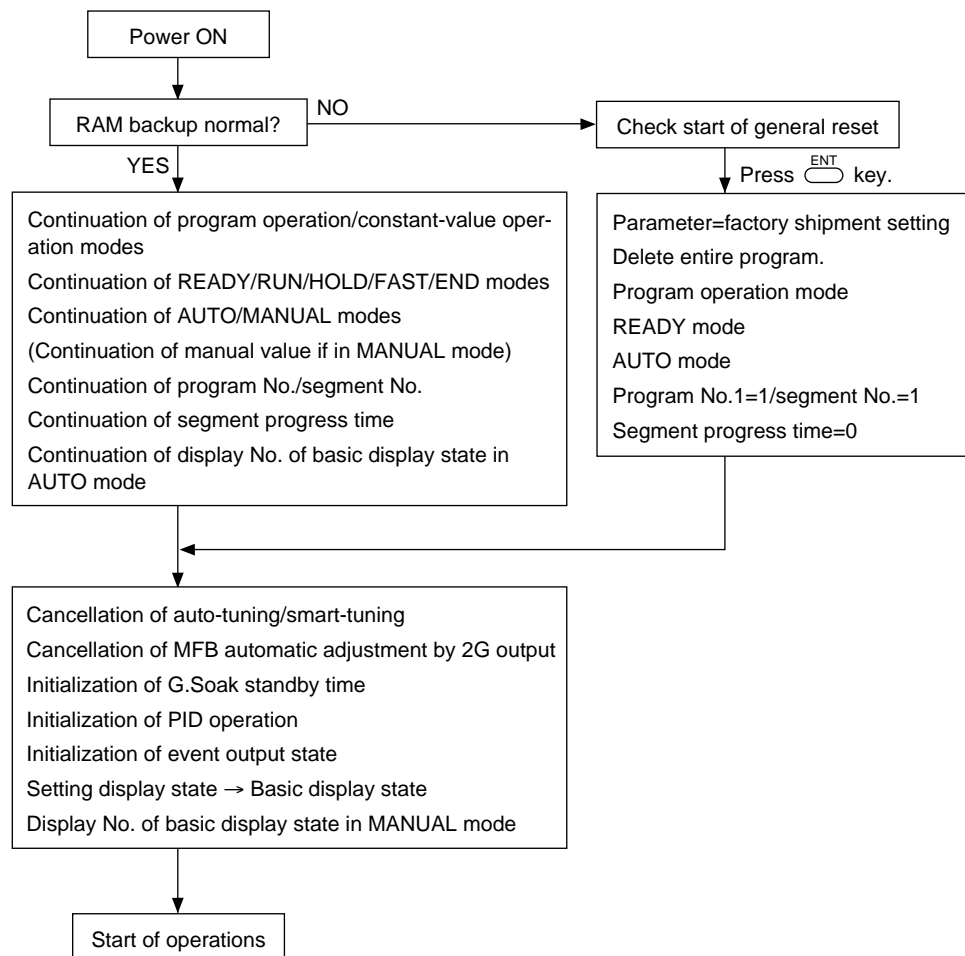 Power ON
RAM backup normal?
NO
YES
Check start of general reset
Press ENT key.
Continuation of program operation/constant-value oper-
ation modes
Continuation of READY/RUN/HOLD/FAST/END modes
Continuation of AUTO/MANUAL modes
(Continuation of manual value if in MANUAL mode)
Continuation of program No./segment No.
Continuation of segment progress time
Continuation of display No. of basic display state in
AUTO mode
Parameter=factory shipment setting
Delete entire program.
Program operation mode
READY mode
AUTO mode
Program No.1=1/segment No.=1
Segment progress time=0
Cancellation of auto-tuning/smart-tuning
Cancellation of MFB automatic adjustment by 2G output
Initialization of G.Soak standby time
Initialization of PID operation
Initialization of event output state
Setting display state → Basic display state
Display No. of basic display state in MANUAL mode
Start of operations